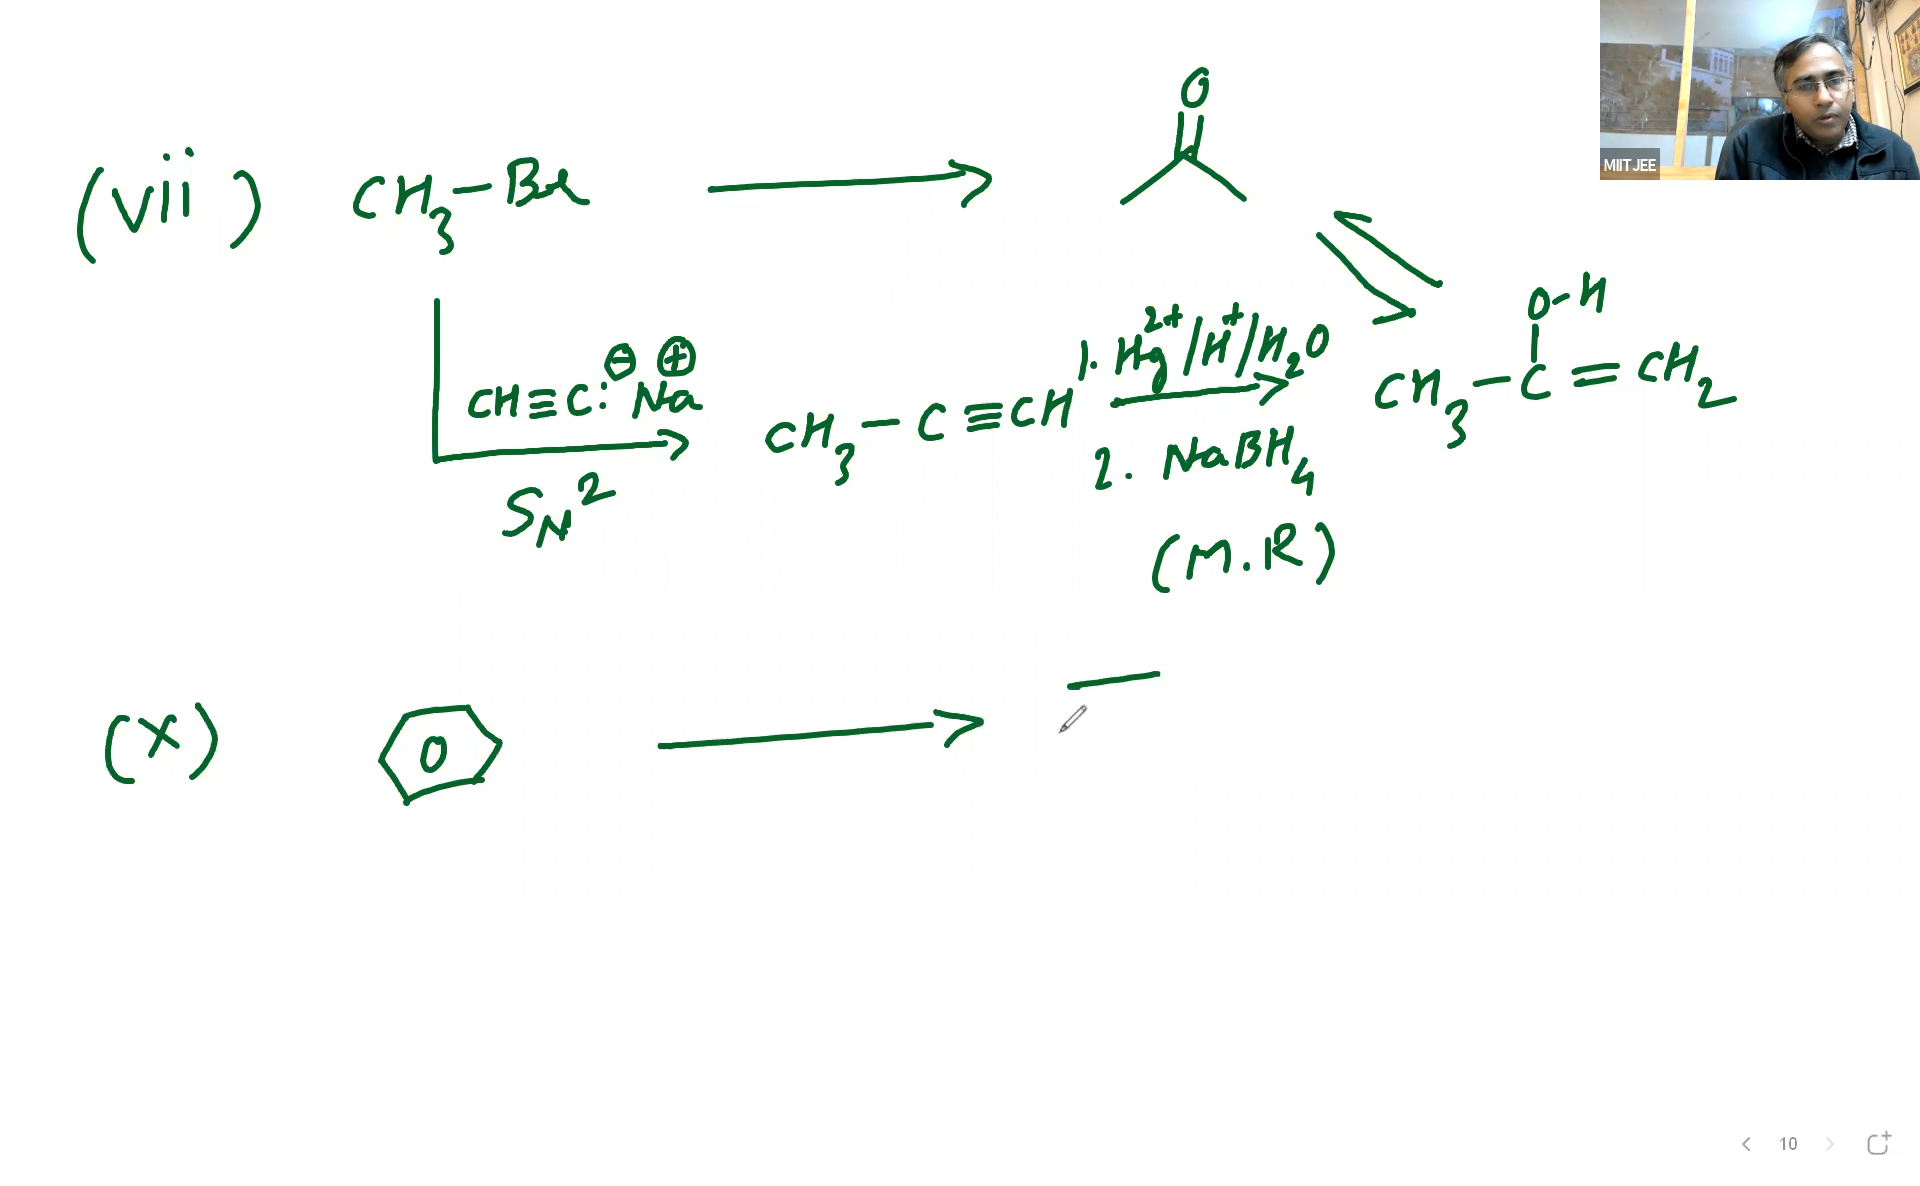 MIIT JEE
O
(vii) CH₃—Br ⟶
O-H
CH≡C:⊖ Na⊕
CH₃—C≡CH
1. Hg²⁺/H⁺/H₂O
CH₃—C=CH₂
2. NaBH₄
SN²
(M.R)
(X) O ⟶
10